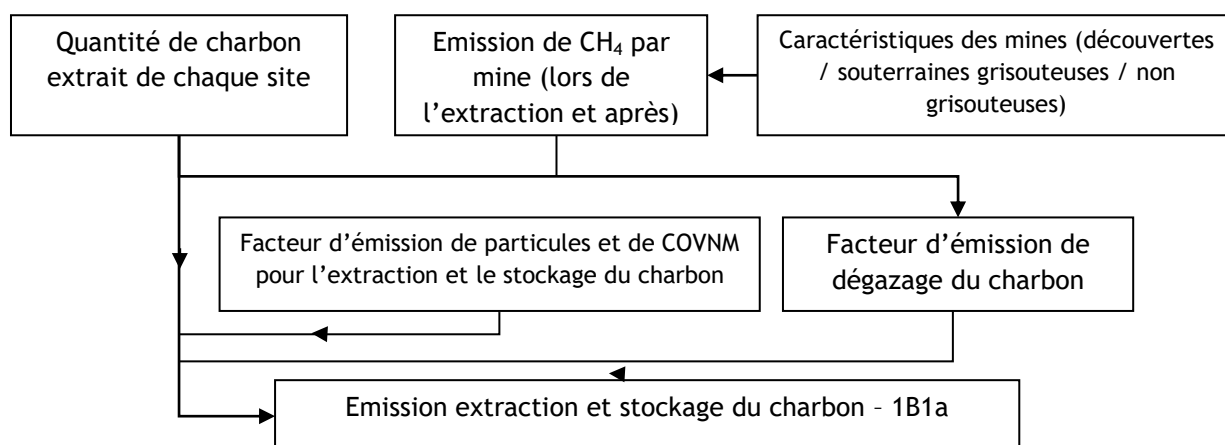 Quantité de charbon
extrait de chaque site
Emission de CH₄ par
mine (lors de
l’extraction et après)
Caractéristiques des mines (découvertes
/ souterraines grisouteuses / non
grisouteuses)
Facteur d’émission de particules et de COVNM
pour l’extraction et le stockage du charbon
Facteur d’émission de
dégazage du charbon
Emission extraction et stockage du charbon – 1B1a